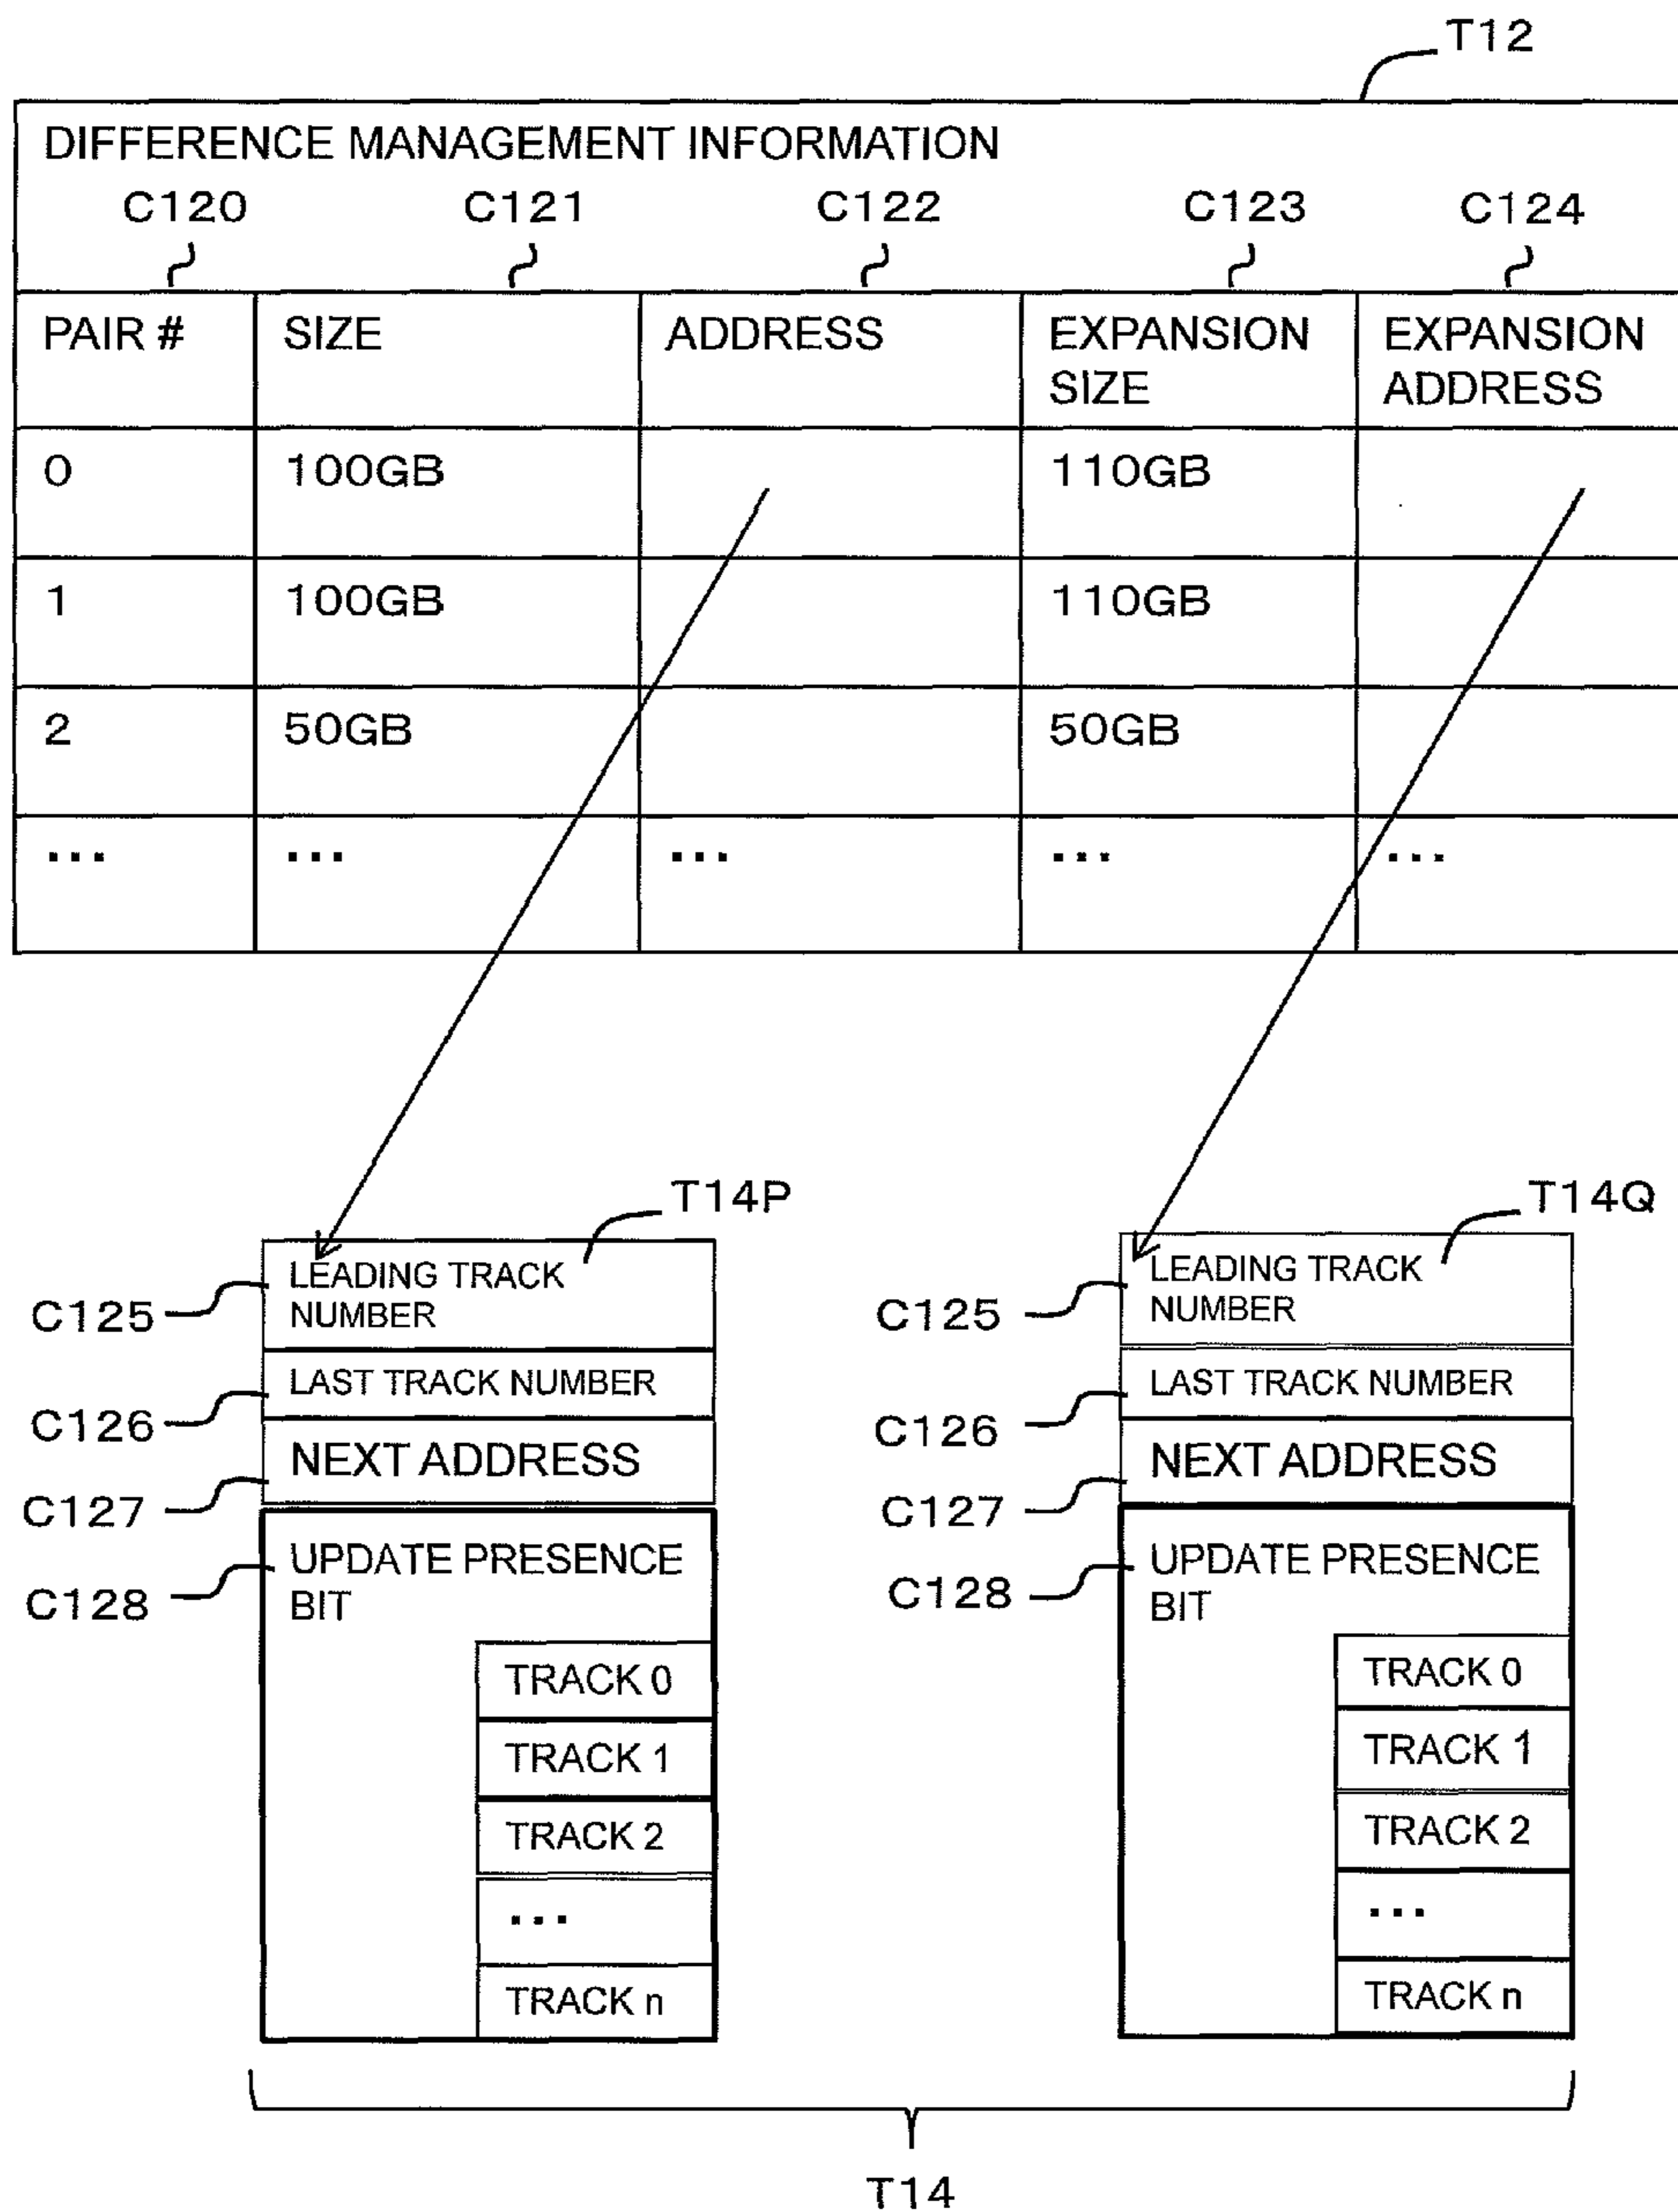 T12
DIFFERENCE MANAGEMENT INFORMATION
C120 C121 C122 C123 C124
PAIR # SIZE ADDRESS EXPANSION SIZE EXPANSION ADDRESS
0 100GB 110GB
1 100GB 110GB
2 50GB 50GB
... ... ... ... ...
T14P
LEADING TRACK
NUMBER
C125
LAST TRACK NUMBER
C126
NEXT ADDRESS
C127
UPDATE PRESENCE
BIT
C128
TRACK 0
TRACK 1
TRACK 2
...
TRACK n
T14Q
LEADING TRACK
NUMBER
C125
LAST TRACK NUMBER
C126
NEXT ADDRESS
C127
UPDATE PRESENCE
BIT
C128
TRACK 0
TRACK 1
TRACK 2
...
TRACK n
T14